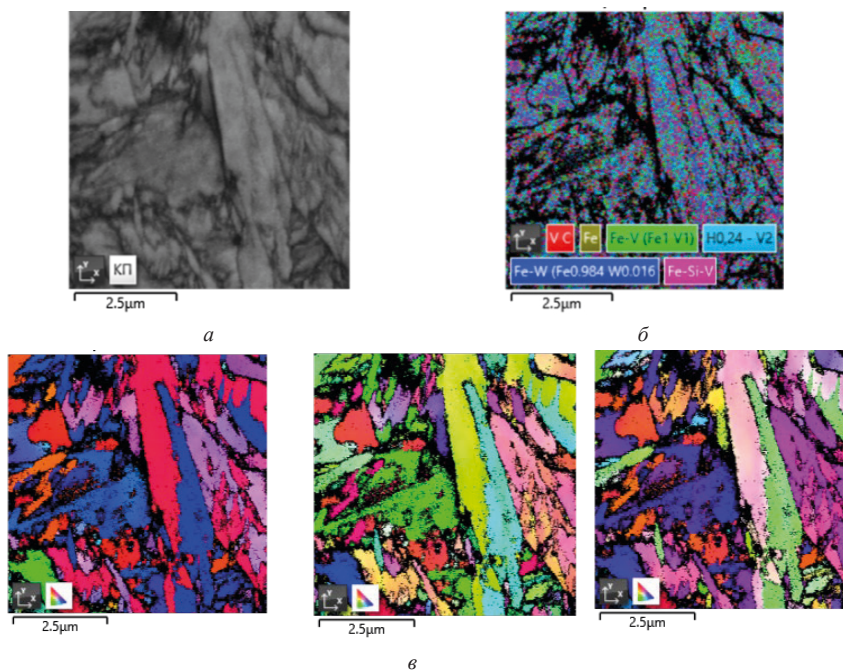 Y
X
КП
2.5µm
Y
X
V C
Fe
Fe-V (Fe1 V1)
H0,24 - V2
Fe-W (Fe0.984 W0.016
Fe-Si-V
2.5µm
а
б
Y
X
2.5µm
Y
X
2.5µm
Y
X
2.5µm
в